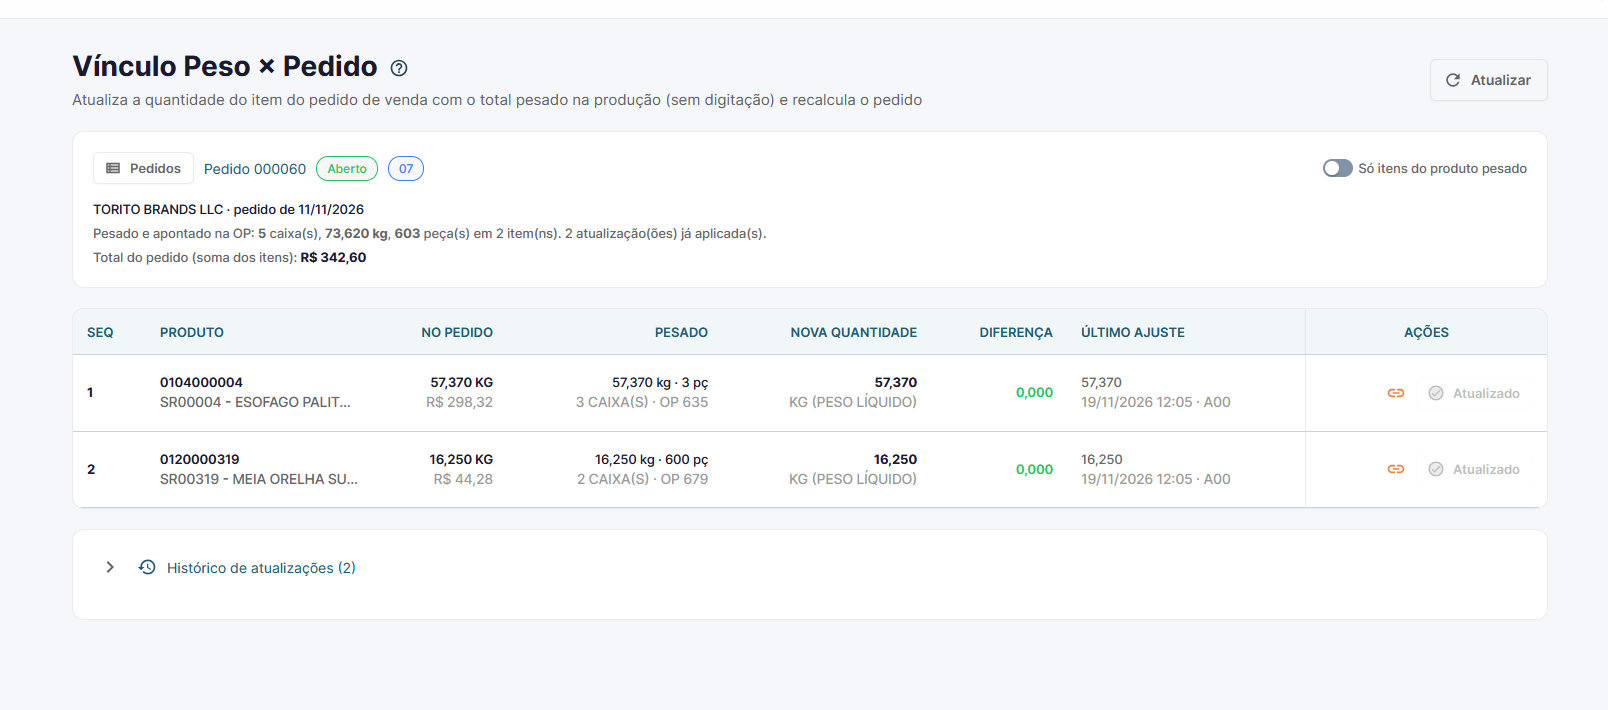 Vínculo Peso × Pedido
Atualiza a quantidade do item do pedido de venda com o total pesado na produção (sem digitação) e recalcula o pedido
Atualizar
Pedidos Pedido 000060 Aberto 07
Só itens do produto pesado
TORITO BRANDS LLC · pedido de 11/11/2026
Pesado e apontado na OP: 5 caixa(s), 73,620 kg, 603 peça(s) em 2 item(ns). 2 atualização(ões) já aplicada(s).
Total do pedido (soma dos itens): R$ 342,60
SEQ PRODUTO NO PEDIDO PESADO NOVA QUANTIDADE DIFERENÇA ÚLTIMO AJUSTE AÇÕES
1 0104000004 57,370 KG 57,370 kg · 3 pç 57,370 0,000 57,370 Atualizado
SR00004 - ESOFAGO PALIT... R$ 298,32 3 CAIXA(S) · OP 635 KG (PESO LÍQUIDO) 19/11/2026 12:05 · A00
2 0120000319 16,250 KG 16,250 kg · 600 pç 16,250 0,000 16,250 Atualizado
SR00319 - MEIA ORELHA SU... R$ 44,28 2 CAIXA(S) · OP 679 KG (PESO LÍQUIDO) 19/11/2026 12:05 · A00
Histórico de atualizações (2)